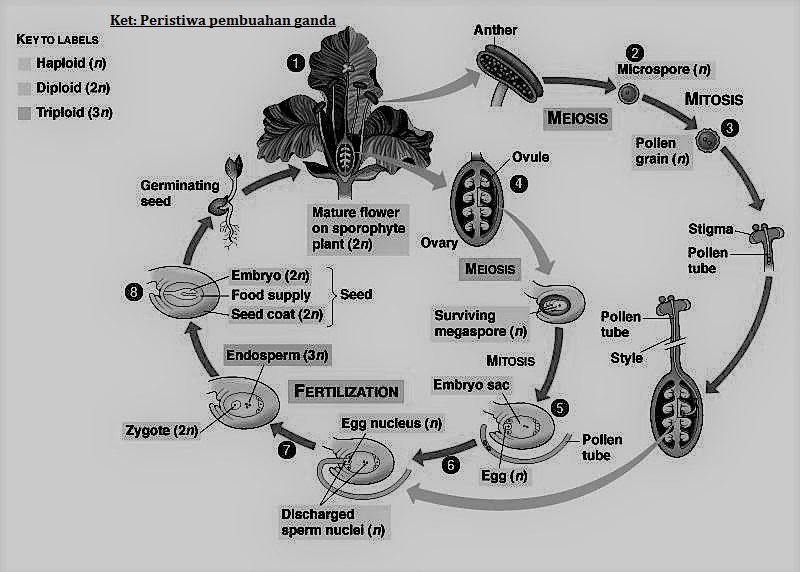 Ket: Peristiwa pembuahan ganda
KEY TO LABELS
Haploid (n)
Diploid (2n)
Triploid (3n)
1
Anther
2
Microspore (n)
MEIOSIS
MITOSIS
3
Pollen
grain (n)
Stigma
Pollen
tube
Pollen
tube
Style
Ovule
4
Ovary
Mature flower
on sporophyte
plant (2n)
MEIOSIS
Surviving
megaspore (n)
MITOSIS
Embryo sac
5
Pollen
tube
Egg (n)
6
Egg nucleus (n)
Discharged
sperm nuclei (n)
7
FERTILIZATION
Endosperm (3n)
Zygote (2n)
8
Embryo (2n)
Food supply
Seed coat (2n)
Seed
Germinating
seed